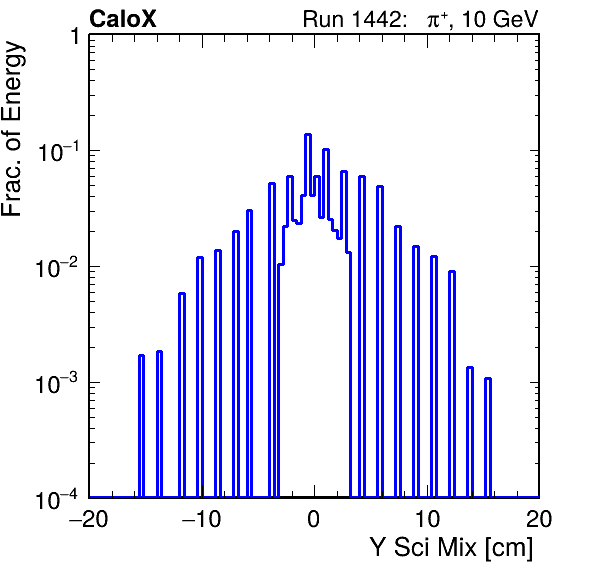 CaloX Run 1442: π⁺, 10 GeV
Frac. of Energy
1
10⁻¹
10⁻²
10⁻³
10⁻⁴
−20 −10 0 10 20
Y Sci Mix [cm]